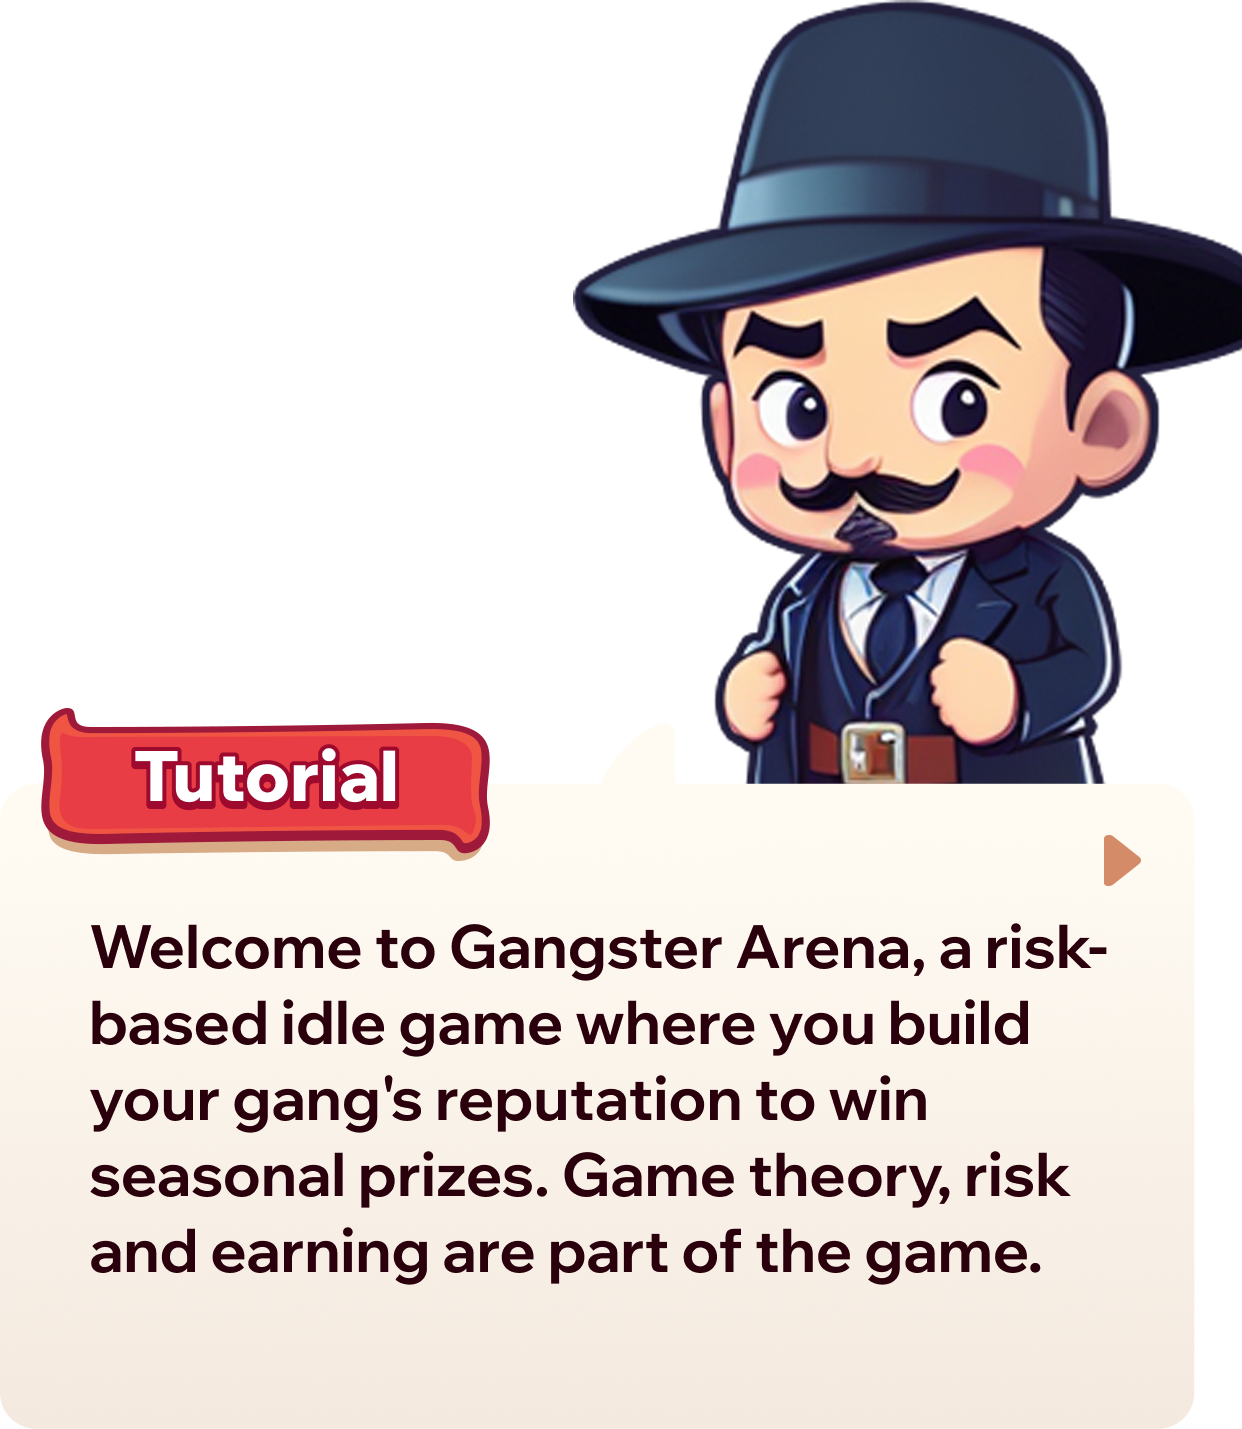 Tutorial
Welcome to Gangster Arena, a risk-
based idle game where you build
your gang's reputation to win
seasonal prizes. Game theory, risk
and earning are part of the game.